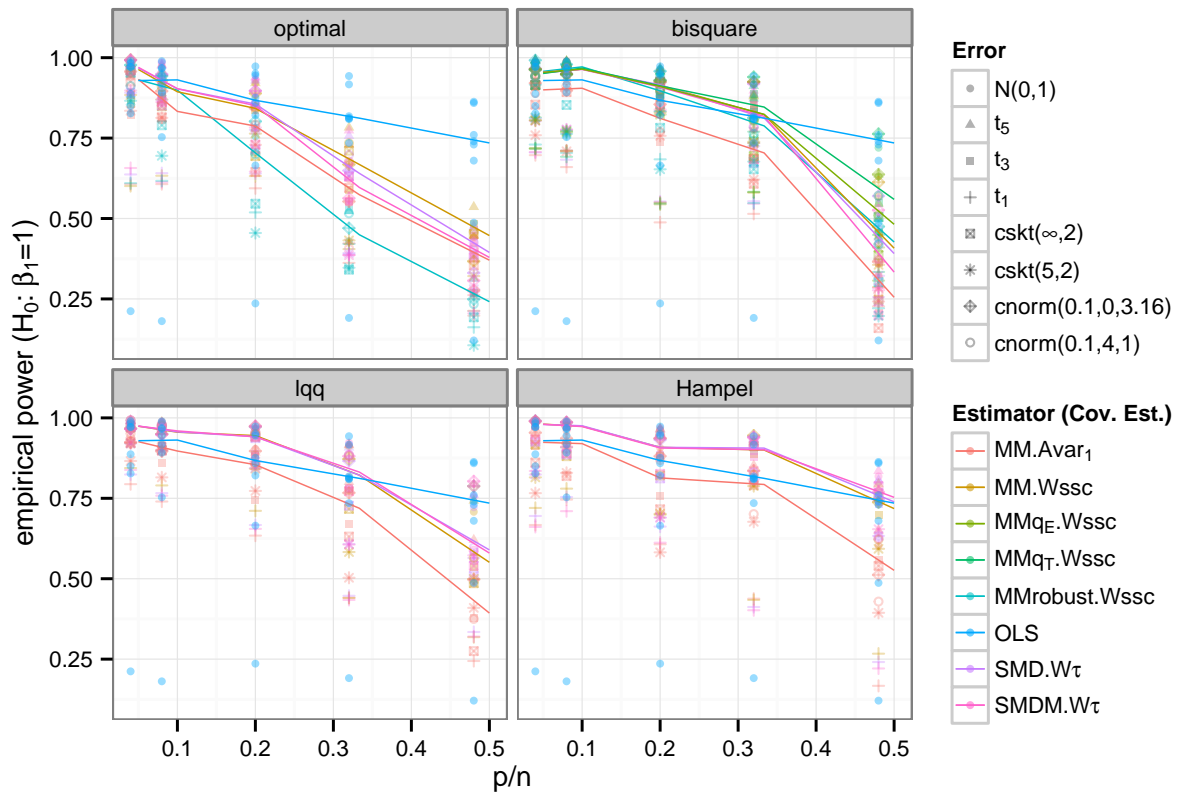 optimal
bisquare
1.00
0.75
0.50
0.25
lqq
Hampel
1.00
0.75
0.50
0.25
0.1 0.2 0.3 0.4 0.5
0.1 0.2 0.3 0.4 0.5
p/n
empirical power (H₀: β₁=1)
Error
N(0,1)
t₅
t₃
t₁
cskt(∞,2)
cskt(5,2)
cnorm(0.1,0,3.16)
cnorm(0.1,4,1)
Estimator (Cov. Est.)
MM.Avar₁
MM.Wssc
MMqE.Wssc
MMqT.Wssc
MMrobust.Wssc
OLS
SMD.Wτ
SMDM.Wτ